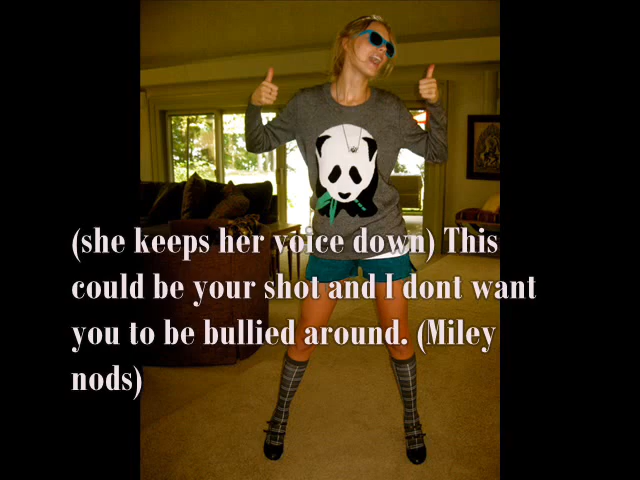 (she keeps her voice down) This
could be your shot and I dont want
you to be bullied around. (Miley
nods)